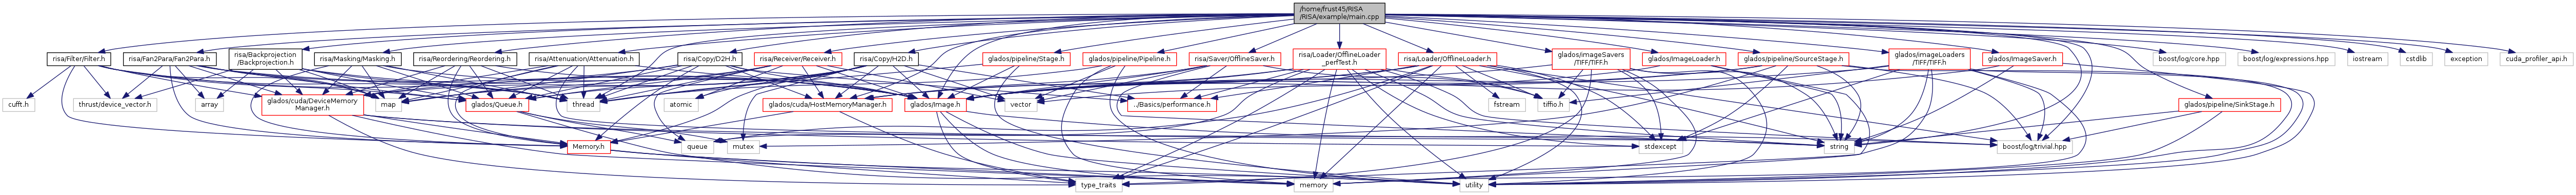 /home/frust45/RISA
/RISA/example/main.cpp
risa/Filter/Filter.h
risa/Fan2Para/Fan2Para.h
risa/Backprojection
/Backprojection.h
risa/Masking/Masking.h
risa/Reordering/Reordering.h
risa/Attenuation/Attenuation.h
risa/Copy/D2H.h
risa/Receiver/Receiver.h
risa/Copy/H2D.h
glados/pipeline/Stage.h
glados/pipeline/Pipeline.h
risa/Saver/OfflineSaver.h
risa/Loader/OfflineLoader
_perfTest.h
risa/Loader/OfflineLoader.h
glados/imageSavers
/TIFF/TIFF.h
glados/ImageLoader.h
glados/pipeline/SourceStage.h
glados/imageLoaders
/TIFF/TIFF.h
glados/ImageSaver.h
boost/log/core.hpp
boost/log/expressions.hpp
iostream
cstdlib
exception
cuda_profiler_api.h
cufft.h
thrust/device_vector.h
array
glados/cuda/DeviceMemory
Manager.h
map
glados/Queue.h
thread
atomic
glados/cuda/HostMemoryManager.h
glados/Image.h
vector
../Basics/performance.h
fstream
tiffio.h
glados/pipeline/SinkStage.h
Memory.h
queue
mutex
stdexcept
string
boost/log/trivial.hpp
type_traits
memory
utility